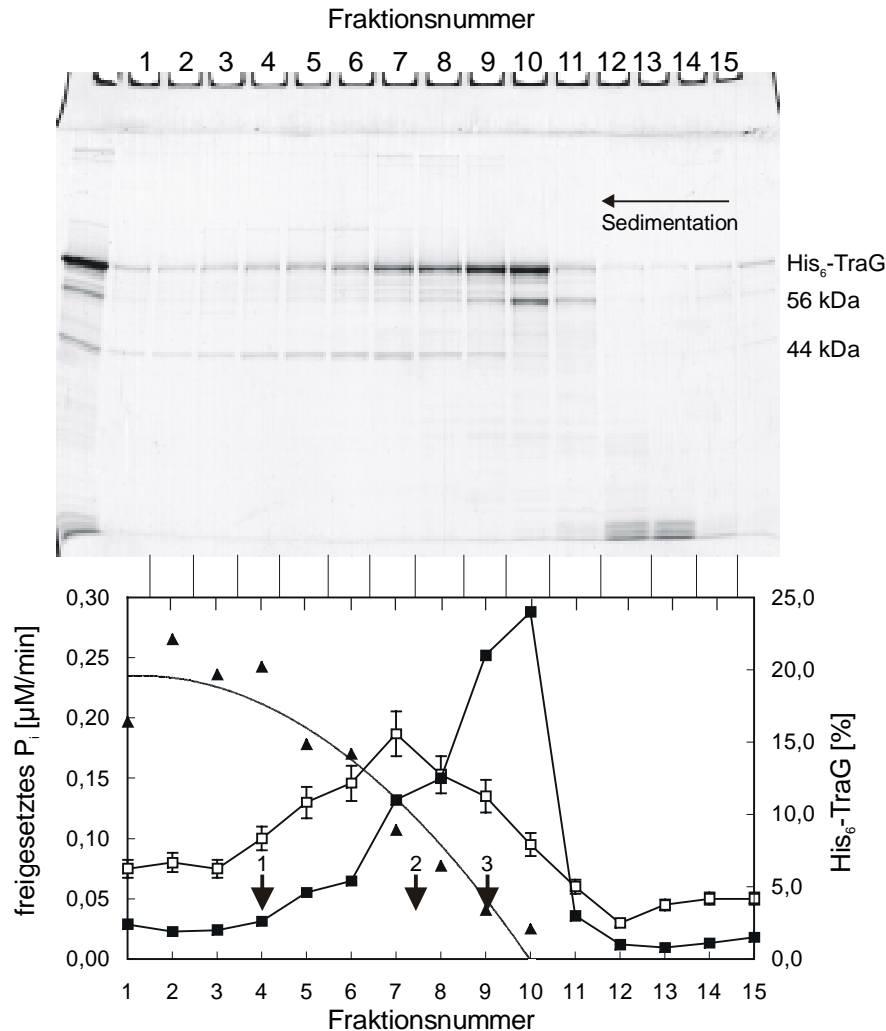 Fraktionsnummer
1 2 3 4 5 6 7 8 9 10 11 12 13 14 15
Sedimentation
His6-TraG
56 kDa
44 kDa
freigesetztes Pi [µM/min]
0,30
0,25
0,20
0,15
0,10
0,05
0,00
1
2
3
25,0
20,0
15,0
10,0
5,0
0,0
His6-TraG [%]
1 2 3 4 5 6 7 8 9 10 11 12 13 14 15
Fraktionsnummer